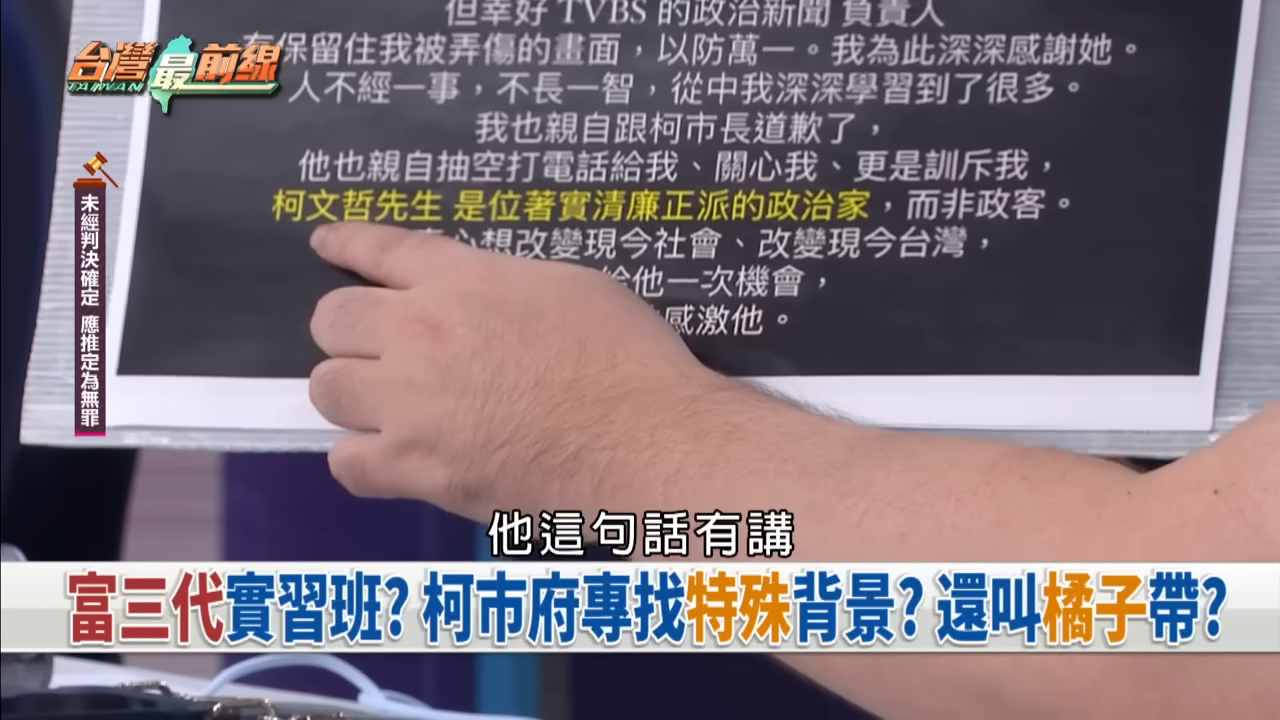 但幸好 TVBS 的政治新聞 負責人
保留住我被弄傷的畫面，以防萬一。我為此深深感謝她。
人不經一事，不長一智，從中我深深學習到了很多。
我也親自跟柯市長道歉了，
他也親自抽空打電話給我、關心我、更是訓斥我，
柯文哲先生 是位著實清廉正派的政治家，而非政客。
心想改變現今社會、改變現今台灣，
給他一次機會，
感激他。
台灣最前線
TAIWAN
未經判決確定 應推定為無罪
他這句話有講
富三代實習班? 柯市府專找特殊背景? 還叫橘子帶?